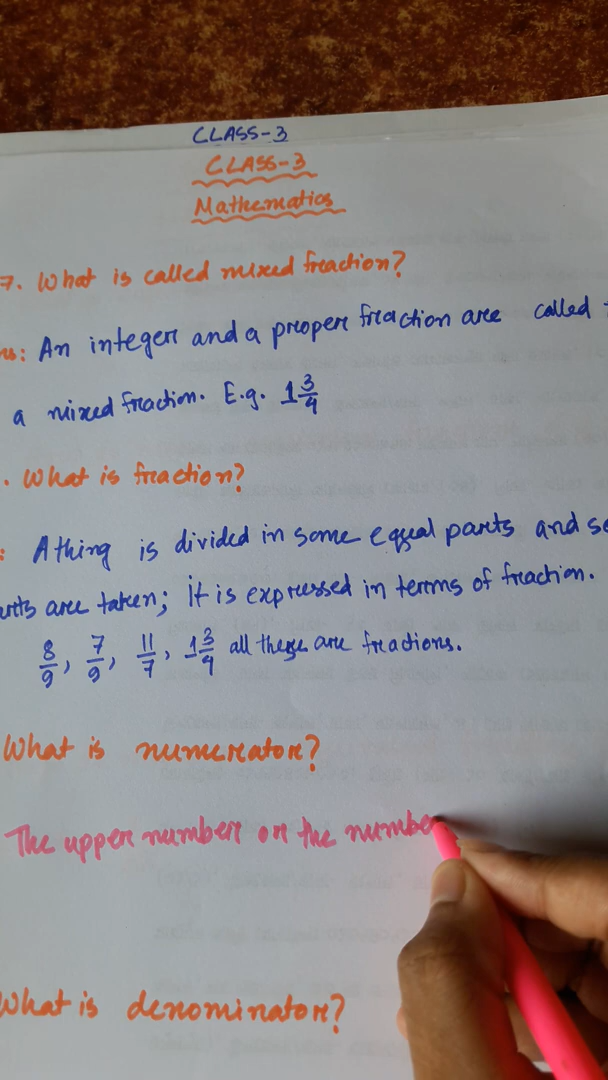 CLASS-3
CLASS-3
Mathematics
7. What is called mixed fraction?
An integer and a proper fraction are called
a mixed fraction. E.g. 1 3/4
. What is fraction?
: A thing is divided in some equal parts and
are taken; it is expressed in terms of fraction.
8/9, 7/9, 11/7, 1 3/4 all these are fractions.
What is numerator?
The upper number or the numbe
What is denominator?